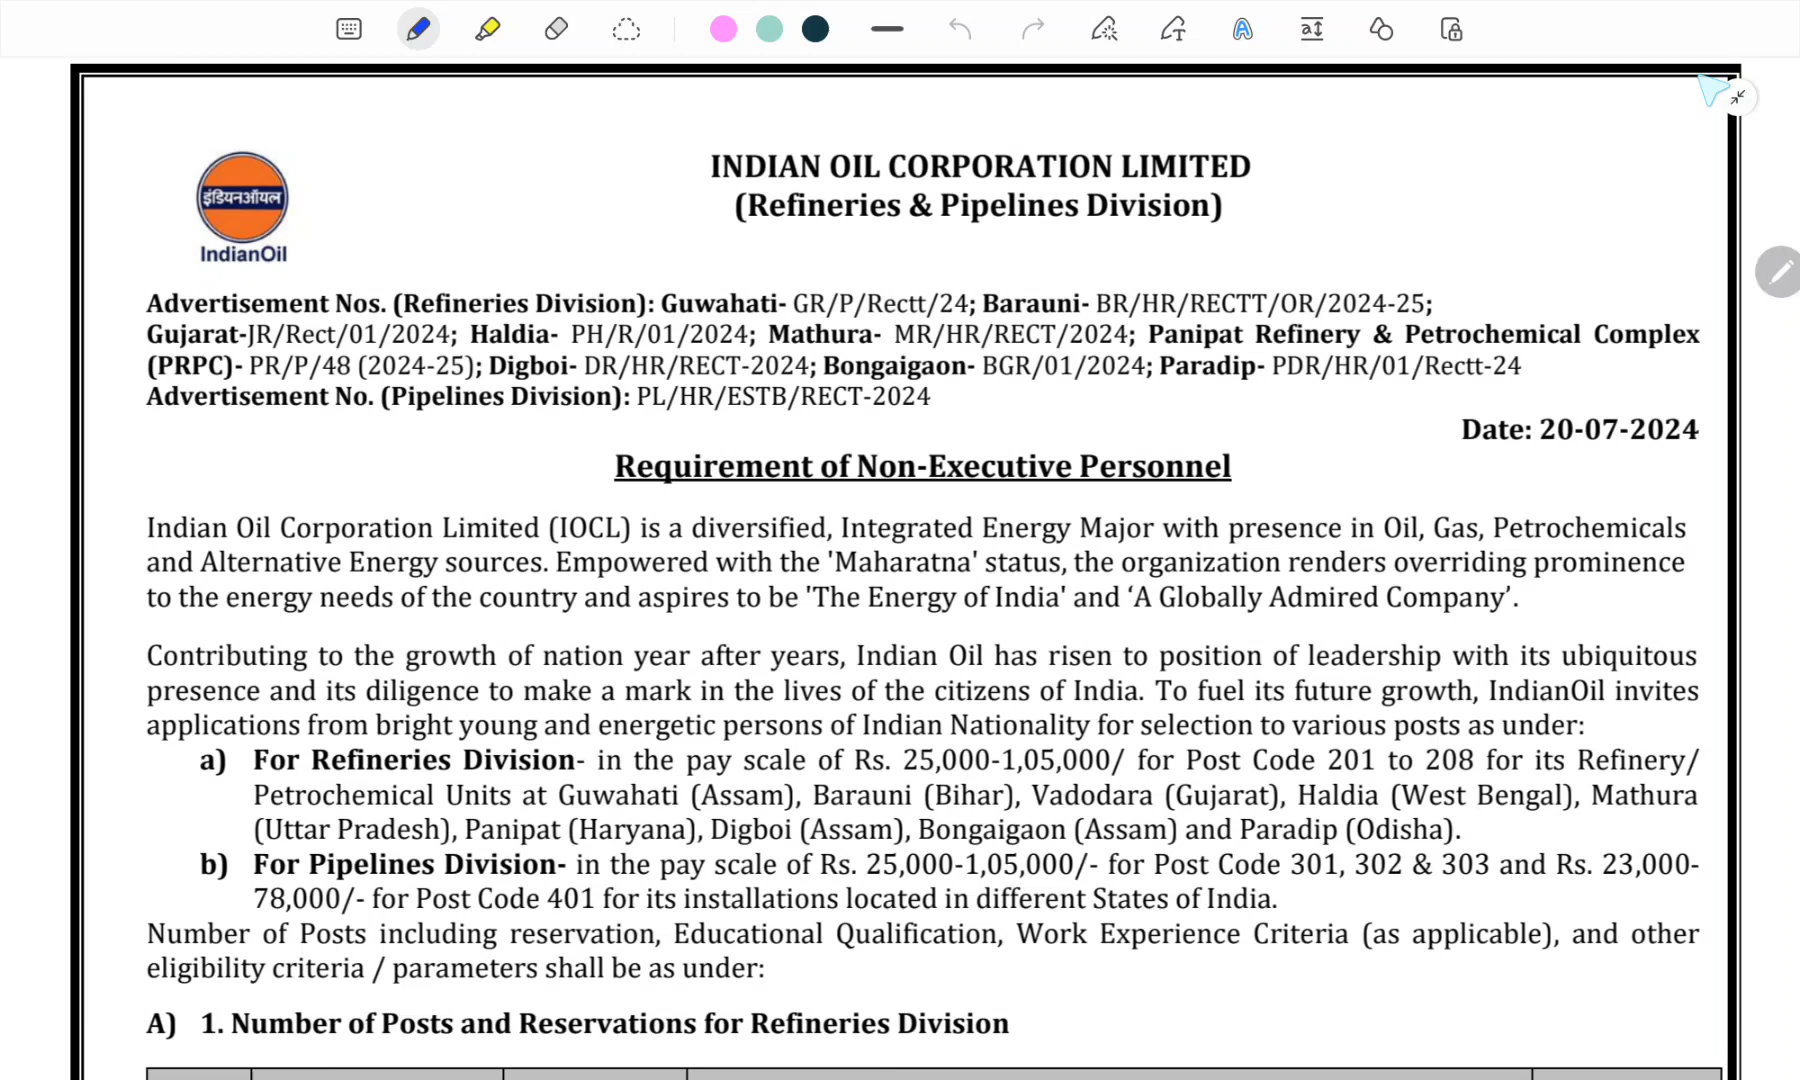 INDIAN OIL CORPORATION LIMITED
(Refineries & Pipelines Division)
इंडियनऑयल
IndianOil
Advertisement Nos. (Refineries Division): Guwahati- GR/P/Rectt/24; Barauni- BR/HR/RECTT/OR/2024-25;
Gujarat-JR/Rect/01/2024; Haldia- PH/R/01/2024; Mathura- MR/HR/RECT/2024; Panipat Refinery & Petrochemical Complex
(PRPC)- PR/P/48 (2024-25); Digboi- DR/HR/RECT-2024; Bongaigaon- BGR/01/2024; Paradip- PDR/HR/01/Rectt-24
Advertisement No. (Pipelines Division): PL/HR/ESTB/RECT-2024
Date: 20-07-2024
Requirement of Non-Executive Personnel
Indian Oil Corporation Limited (IOCL) is a diversified, Integrated Energy Major with presence in Oil, Gas, Petrochemicals
and Alternative Energy sources. Empowered with the 'Maharatna' status, the organization renders overriding prominence
to the energy needs of the country and aspires to be 'The Energy of India' and ‘A Globally Admired Company’.
Contributing to the growth of nation year after years, Indian Oil has risen to position of leadership with its ubiquitous
presence and its diligence to make a mark in the lives of the citizens of India. To fuel its future growth, IndianOil invites
applications from bright young and energetic persons of Indian Nationality for selection to various posts as under:
a) For Refineries Division- in the pay scale of Rs. 25,000-1,05,000/ for Post Code 201 to 208 for its Refinery/
Petrochemical Units at Guwahati (Assam), Barauni (Bihar), Vadodara (Gujarat), Haldia (West Bengal), Mathura
(Uttar Pradesh), Panipat (Haryana), Digboi (Assam), Bongaigaon (Assam) and Paradip (Odisha).
b) For Pipelines Division- in the pay scale of Rs. 25,000-1,05,000/- for Post Code 301, 302 & 303 and Rs. 23,000-
78,000/- for Post Code 401 for its installations located in different States of India.
Number of Posts including reservation, Educational Qualification, Work Experience Criteria (as applicable), and other
eligibility criteria / parameters shall be as under:
A) 1. Number of Posts and Reservations for Refineries Division